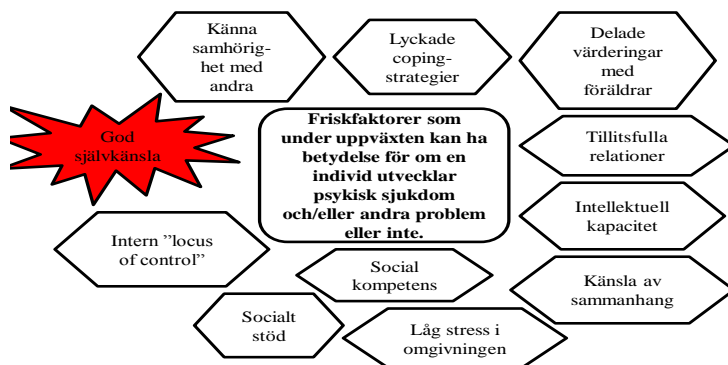 Känna
samhörig-
het med
andra
Lyckade
coping-
strategier
Delade
värderingar
med
föräldrar
God
självkänsla
Friskfaktorer som
under uppväxten kan ha
betydelse för om en
individ utvecklar
psykisk sjukdom
och/eller andra problem
eller inte.
Tillitsfulla
relationer
Intellektuell
kapacitet
Intern ”locus
of control”
Social
kompetens
Känsla av
sammanhang
Socialt
stöd
Låg stress i
omgivningen